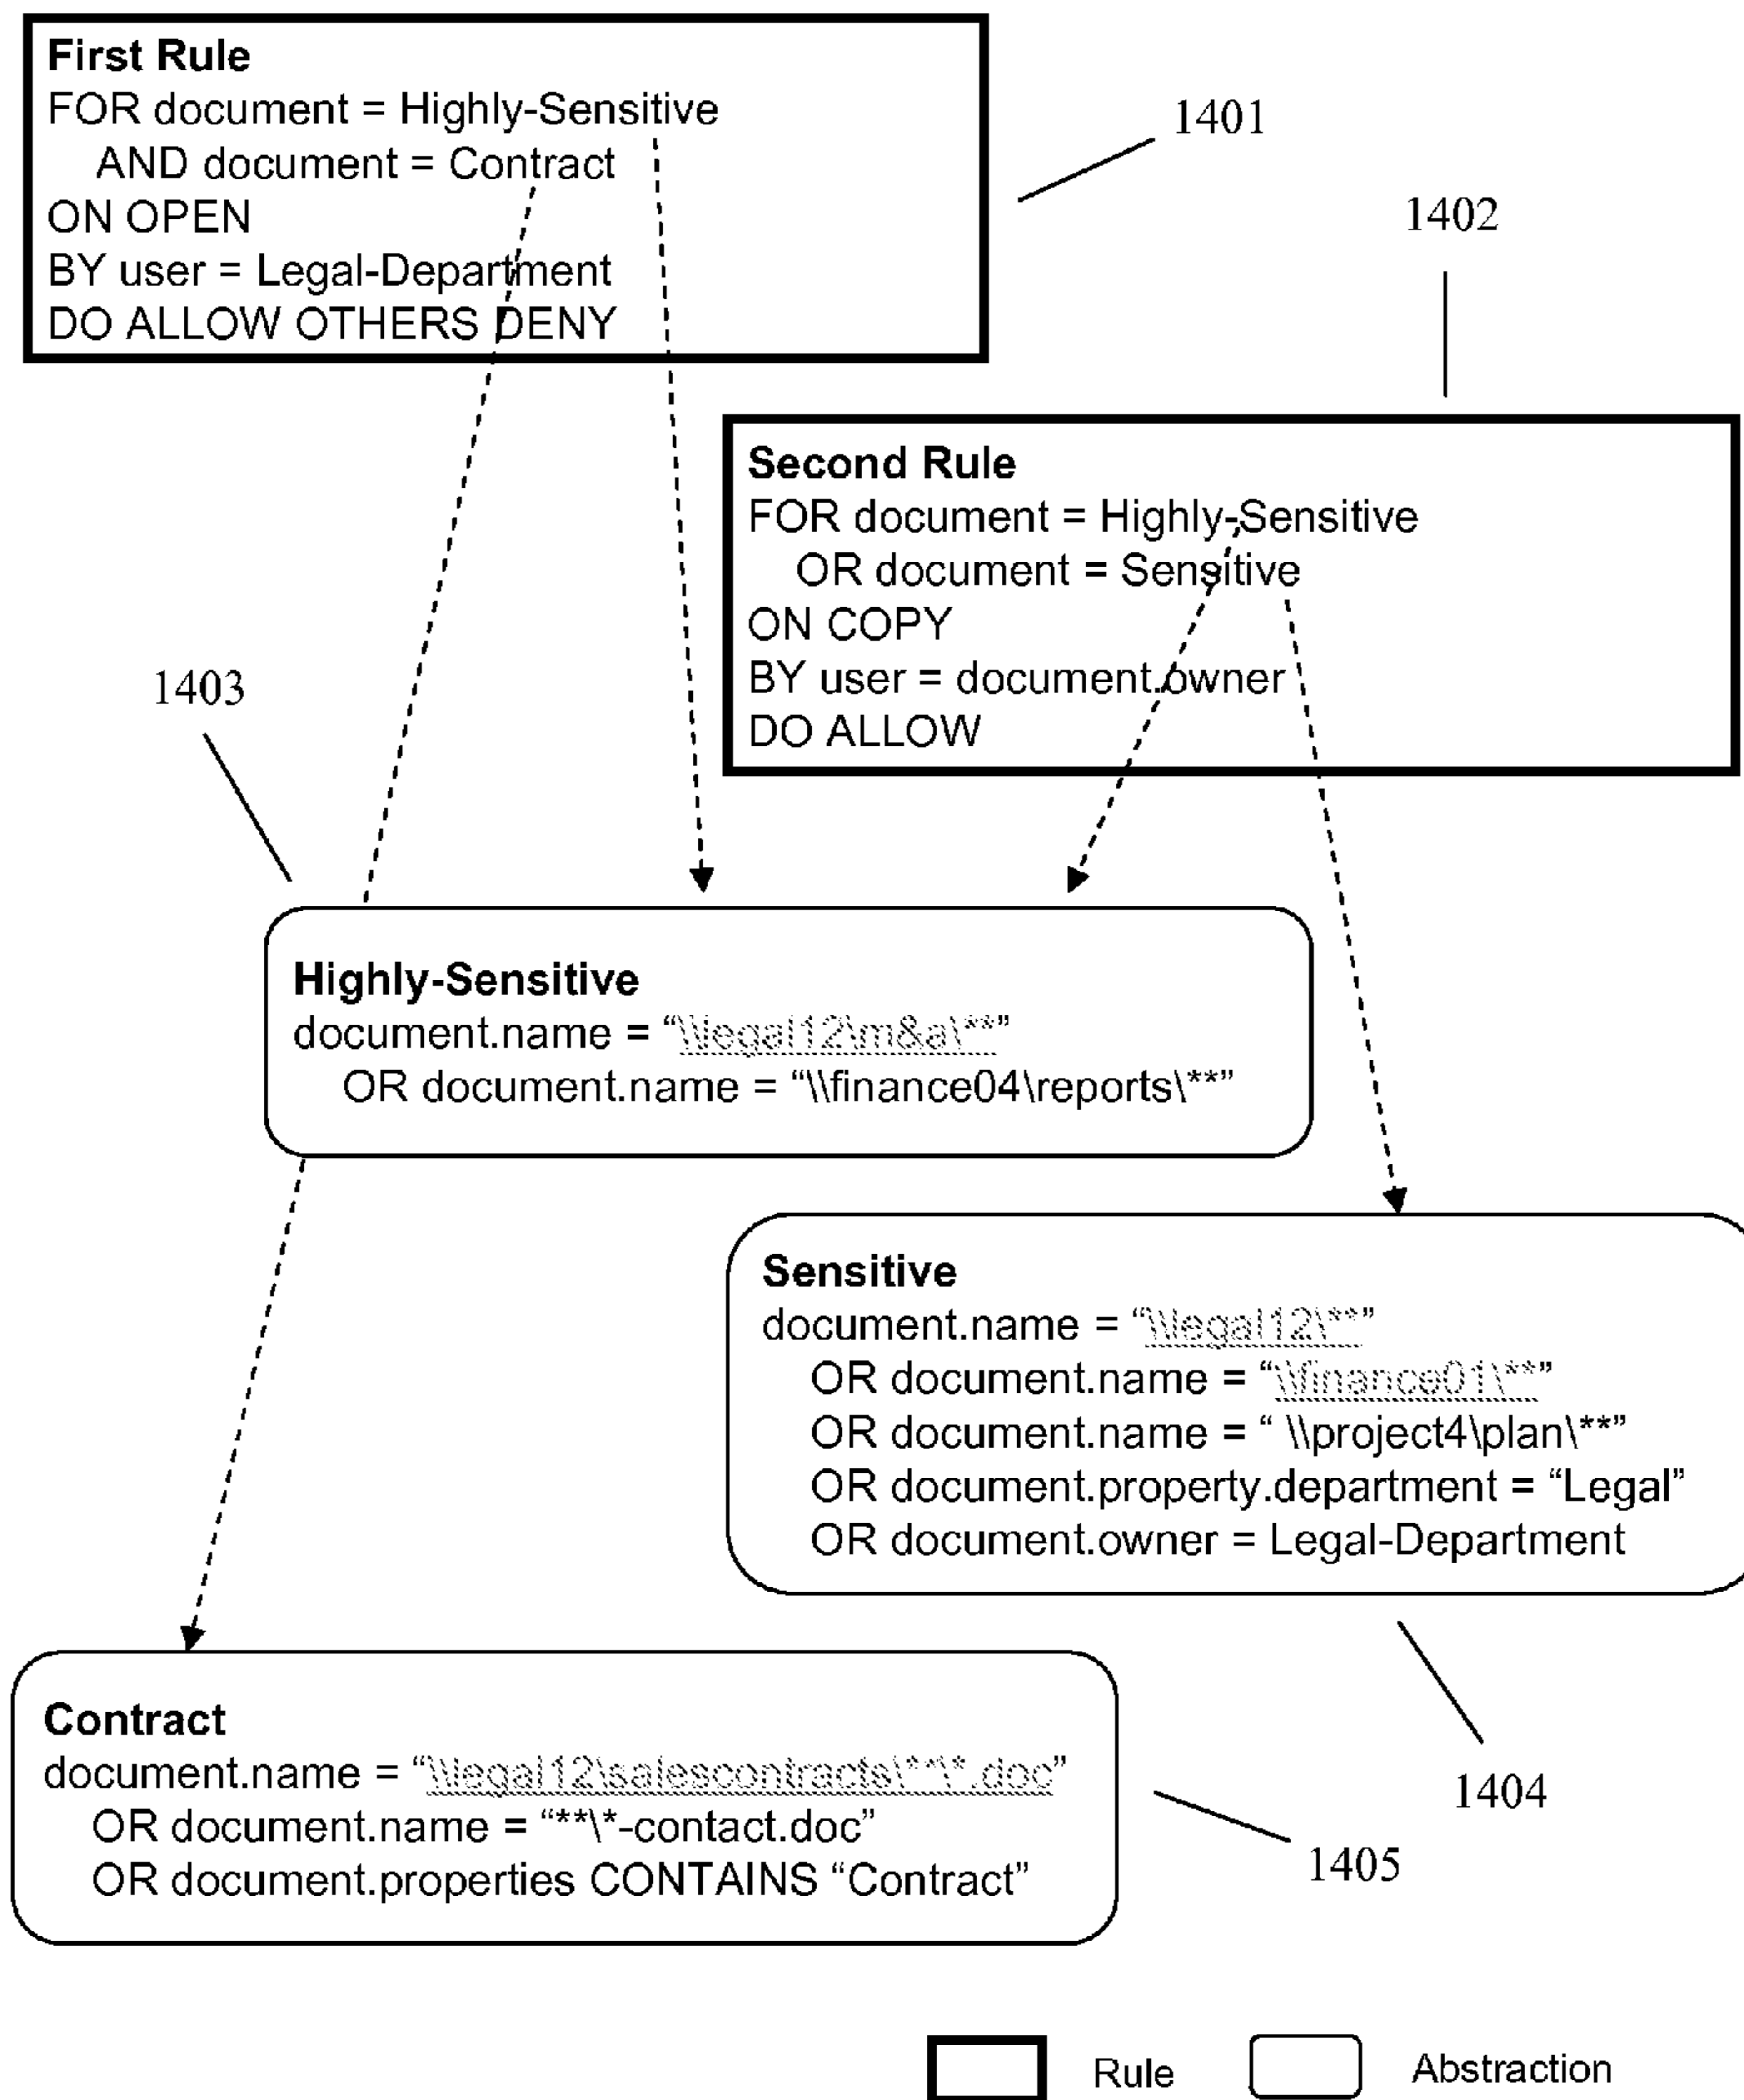 First Rule
FOR document = Highly-Sensitive
AND document = Contract
ON OPEN
BY user = Legal-Department
DO ALLOW OTHERS DENY
1401
1402
Second Rule
FOR document = Highly-Sensitive
OR document = Sensitive
ON COPY
BY user = document.owner
DO ALLOW
1403
Highly-Sensitive
document.name = “\\legal12\m&a\**”
OR document.name = “\\finance04\reports\**”
Sensitive
document.name = “\\legal12\**”
OR document.name = “\\finance01\**”
OR document.name = “ \\project4\plan\**”
OR document.property.department = “Legal”
OR document.owner = Legal-Department
1404
Contract
document.name = “\\legal12\salescontracts\**\*.doc”
OR document.name = “**\*-contact.doc”
OR document.properties CONTAINS “Contract”
1405
Rule
Abstraction